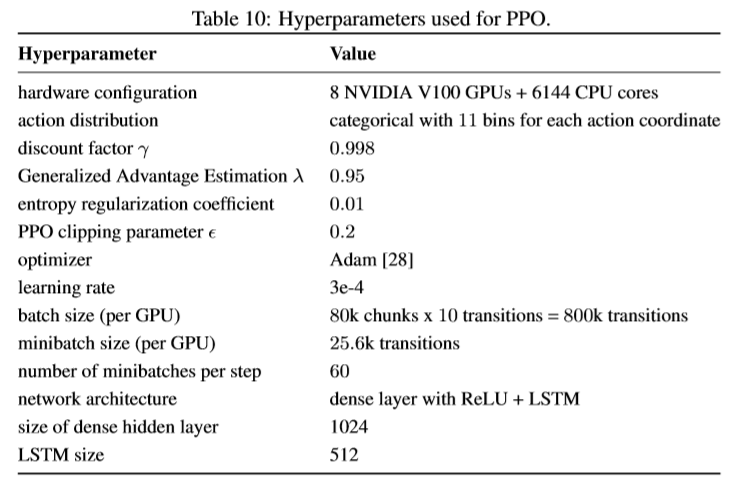 Table 10: Hyperparameters used for PPO.
Hyperparameter Value
hardware configuration 8 NVIDIA V100 GPUs + 6144 CPU cores
action distribution categorical with 11 bins for each action coordinate
discount factor γ 0.998
Generalized Advantage Estimation λ 0.95
entropy regularization coefficient 0.01
PPO clipping parameter ϵ 0.2
optimizer Adam [28]
learning rate 3e-4
batch size (per GPU) 80k chunks x 10 transitions = 800k transitions
minibatch size (per GPU) 25.6k transitions
number of minibatches per step 60
network architecture dense layer with ReLU + LSTM
size of dense hidden layer 1024
LSTM size 512